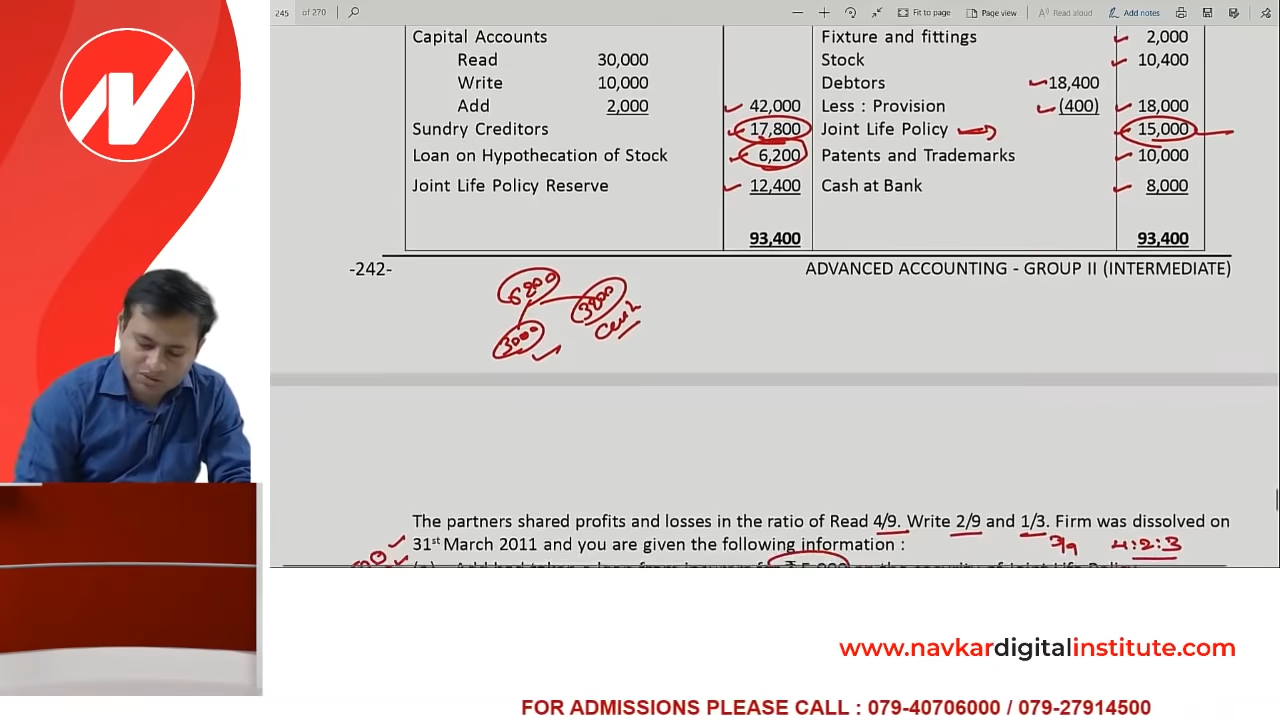 245 of 270 Fit to page Page view Read aloud Add notes
Capital Accounts
Read 30,000
Write 10,000
Add 2,000 42,000
Sundry Creditors 17,800
Loan on Hypothecation of Stock 6,200
Joint Life Policy Reserve 12,400
93,400
Fixture and fittings 2,000
Stock 10,400
Debtors 18,400
Less : Provision (400) 18,000
Joint Life Policy 15,000
Patents and Trademarks 10,000
Cash at Bank 8,000
93,400
-242- ADVANCED ACCOUNTING - GROUP II (INTERMEDIATE)
3800
3000
The partners shared profits and losses in the ratio of Read 4/9. Write 2/9 and 1/3. Firm was dissolved on
31st March 2011 and you are given the following information :
3/9 4:2:3
www.navkardigitalinstitute.com
FOR ADMISSIONS PLEASE CALL : 079-40706000 / 079-27914500